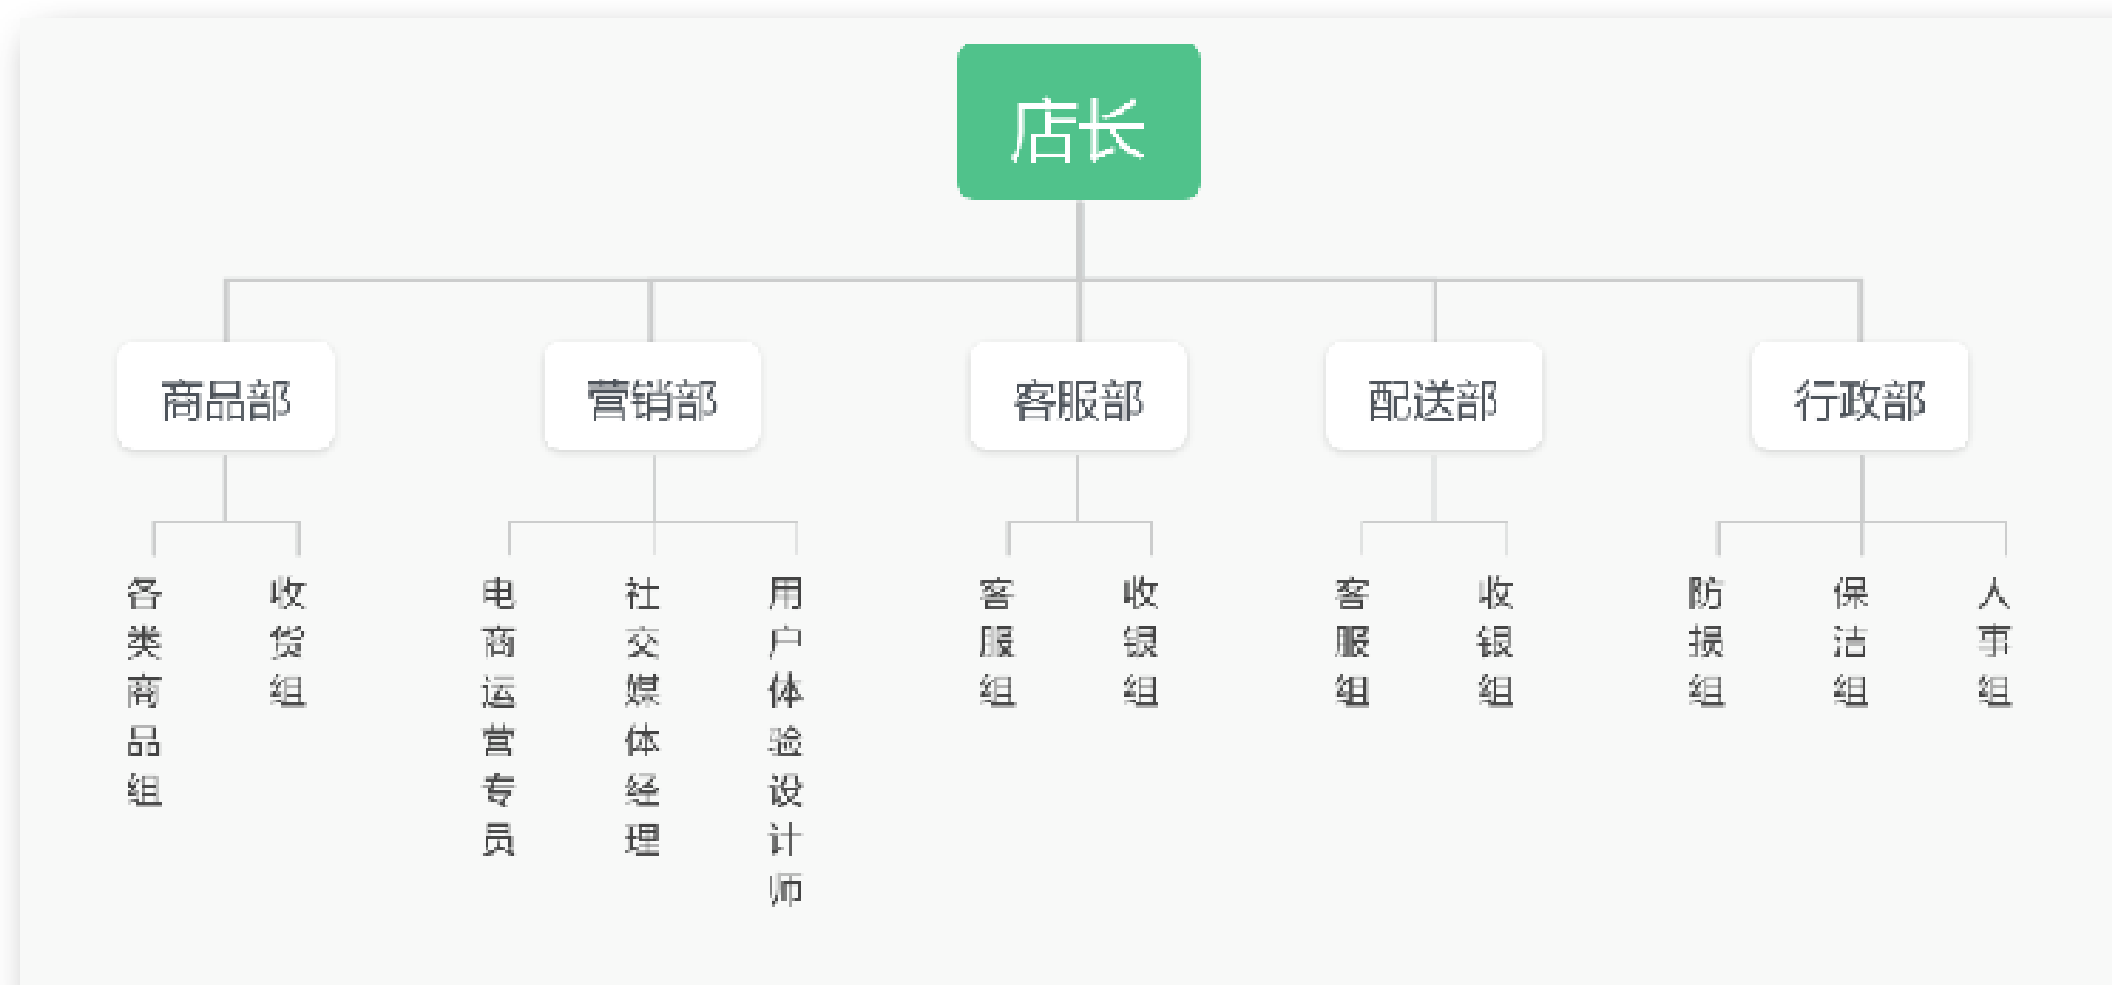 店长
商品部
营销部
客服部
配送部
行政部
各类商品组
收货组
电商运营专员
社交媒体经理
用户体验设计师
客服组
收银组
客服组
收银组
防损组
保洁组
人事组